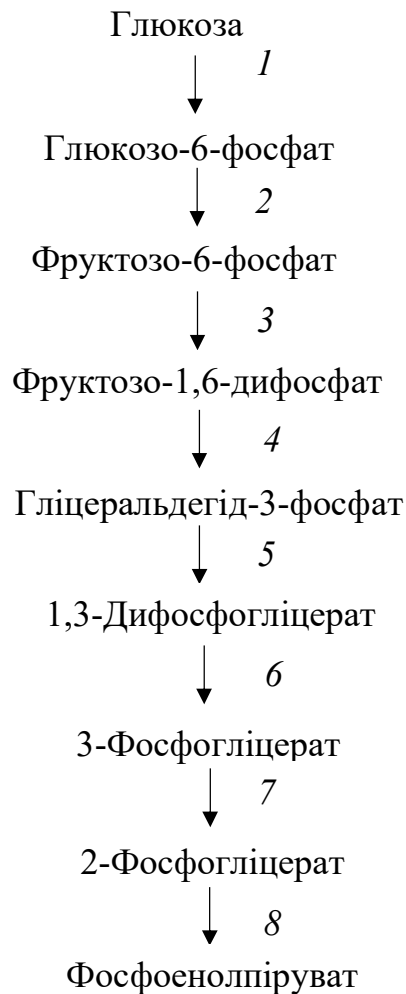 Глюкоза
1
Глюкозо-6-фосфат
2
Фруктозо-6-фосфат
3
Фруктозо-1,6-дифосфат
4
Гліцеральдегід-3-фосфат
5
1,3-Дифосфогліцерат
6
3-Фосфогліцерат
7
2-Фосфогліцерат
8
Фосфоенолпіруват